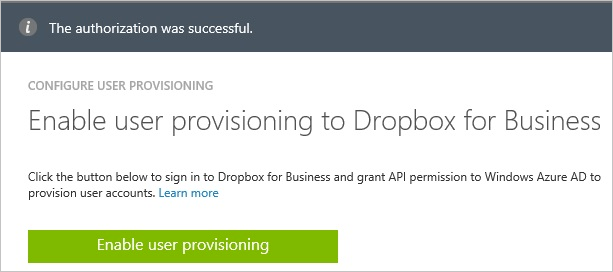 The authorization was successful.
CONFIGURE USER PROVISIONING
Enable user provisioning to Dropbox for Business
Click the button below to sign in to Dropbox for Business and grant API permission to Windows Azure AD to
provision user accounts. Learn more
Enable user provisioning